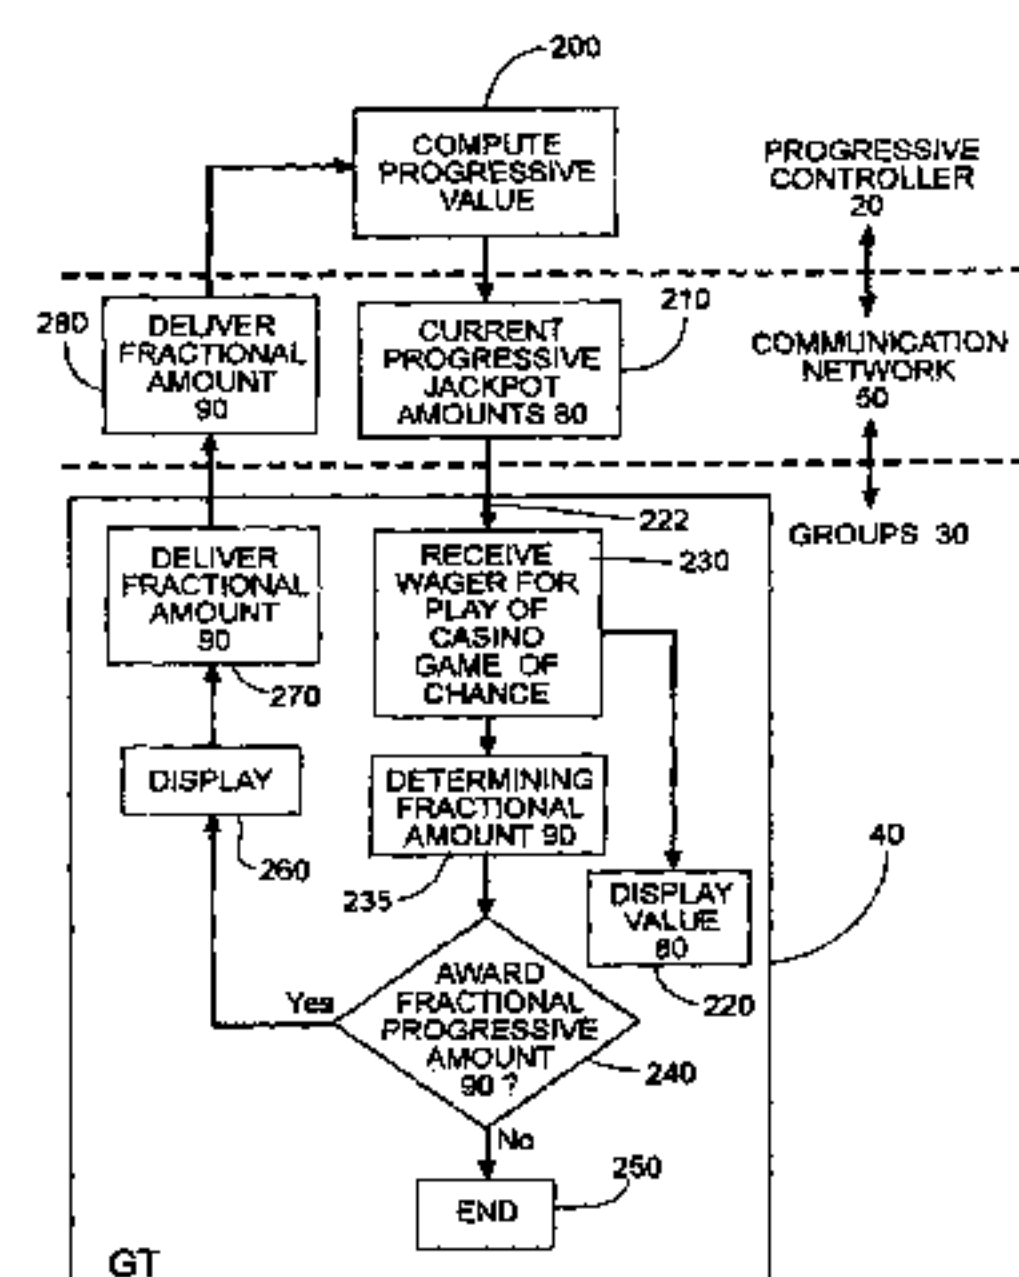 200
COMPUTE
PROGRESSIVE
VALUE
PROGRESSIVE
CONTROLLER
20
280
DELIVER
FRACTIONAL
AMOUNT
90
CURRENT
PROGRESSIVE
JACKPOT
AMOUNTS 80
210
COMMUNICATION
NETWORK
50
222
GROUPS 30
DELIVER
FRACTIONAL
AMOUNT
90
270
RECEIVE
WAGER FOR
PLAY OF
CASINO
GAME OF
CHANCE
230
DISPLAY
260
DETERMINING
FRACTIONAL
AMOUNT 90
235
40
DISPLAY
VALUE
80
220
Yes
AWARD
FRACTIONAL
PROGRESSIVE
AMOUNT
90 ?
240
No
250
END
GT